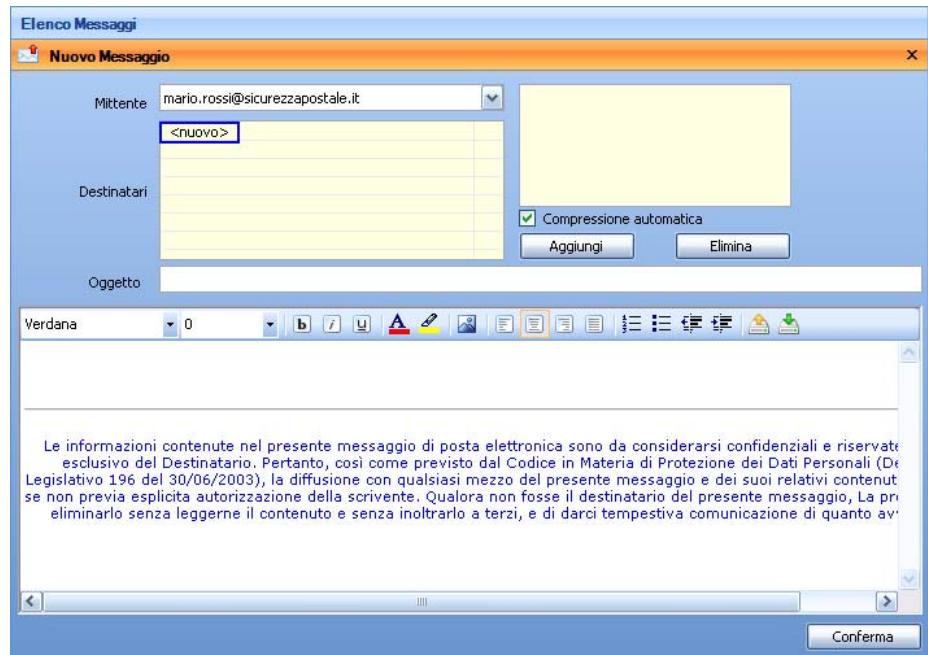 Elenco Messaggi
Nuovo Messaggio
Mittente mario.rossi@sicurezzapostale.it
<nuovo>
Destinatari
Compressione automatica
Aggiungi Elimina
Oggetto
Verdana 0 b i u A
Le informazioni contenute nel presente messaggio di posta elettronica sono da considerarsi confidenziali e riservate
esclusivo del Destinatario. Pertanto, così come previsto dal Codice in Materia di Protezione dei Dati Personali (De
Legislativo 196 del 30/06/2003), la diffusione con qualsiasi mezzo del presente messaggio e dei suoi relativi contenut
se non previa esplicita autorizzazione della scrivente. Qualora non fosse il destinatario del presente messaggio, La pr
eliminarlo senza leggerne il contenuto e senza inoltrarlo a terzi, e di darci tempestiva comunicazione di quanto av
Conferma